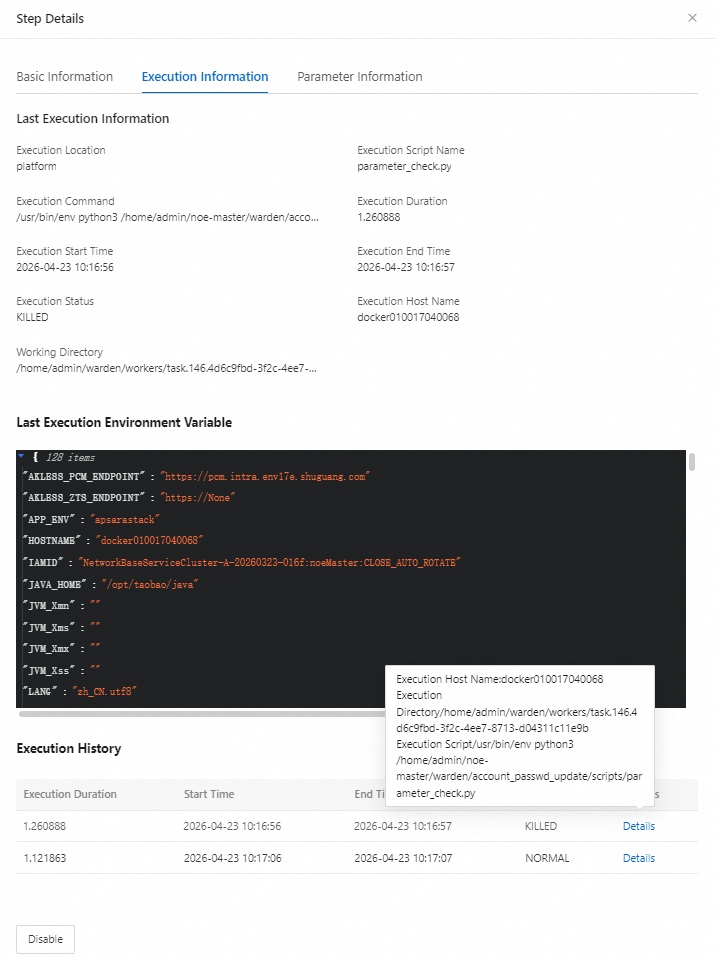 Step Details
Basic Information
Execution Information
Parameter Information
Last Execution Information
Execution Location
Execution Script Name
platform
parameter_check.py
Execution Command
Execution Duration
/usr/bin/env python3 /home/admin/noe-master/warden/acco...
1.260888
Execution Start Time
Execution End Time
2026-04-23 10:16:56
2026-04-23 10:16:57
Execution Status
Execution Host Name
KILLED
docker010017040068
Working Directory
/home/admin/warden/workers/task.146.4d6c9fbd-3f2c-4ee7-...
Last Execution Environment Variable
{ 128 items
"AKLESS_PCM_ENDPOINT" : "https://pcm.intra.env17e.shuguang.com"
"AKLESS_ZTS_ENDPOINT" : "https://None"
"APP_ENV" : "apsarastack"
"HOSTNAME" : "docker010017040068"
"IAMID" : "NetworkBaseServiceCluster-A-20260323-016f:noeMaster:CLOSE_AUTO_ROTATE"
"JAVA_HOME" : "/opt/taobao/java"
"JVM_Xmn" : ""
"JVM_Xms" : ""
"JVM_Xmx" : ""
"JVM_Xss" : ""
"LANG" : "zh_CN.utf8"
Execution Host Name:docker010017040068
Execution
Directory/home/admin/warden/workers/task.146.4
d6c9fbd-3f2c-4ee7-8713-d04311c11e9b
Execution Script/usr/bin/env python3
/home/admin/noe-
master/warden/account_passwd_update/scripts/par
ameter_check.py
Execution History
Execution Duration
Start Time
End Ti
s
1.260888
2026-04-23 10:16:56
2026-04-23 10:16:57
KILLED
Details
1.121863
2026-04-23 10:17:06
2026-04-23 10:17:07
NORMAL
Details
Disable